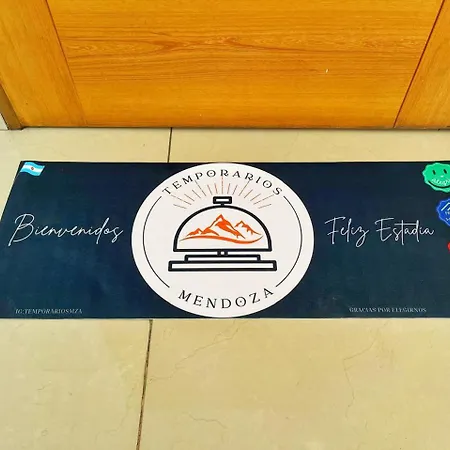 TEMPORARIOS
Bienvenidos
Feliz Estadia
MENDOZA
IG:TEMPORARIOSMZA
GRACIAS POR ELEGIRNOS